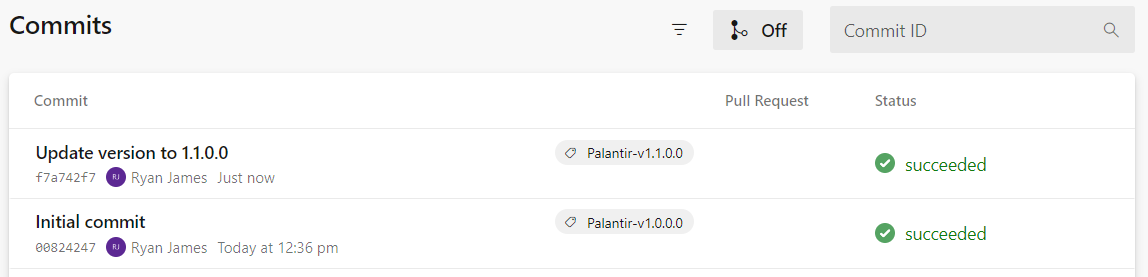 Commits
Off
Commit ID
Commit Pull Request Status
Update version to 1.1.0.0 Palantir-v1.1.0.0 succeeded
f7a742f7 RJ Ryan James Just now
Initial commit Palantir-v1.0.0.0 succeeded
00824247 RJ Ryan James Today at 12:36 pm